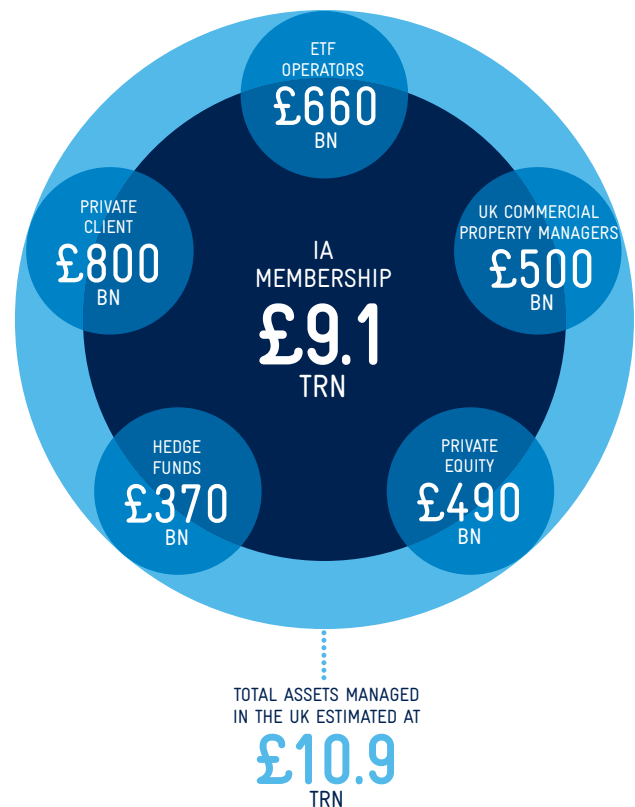 ETF
OPERATORS
£660
BN
PRIVATE
CLIENT
£800
BN
UK COMMERCIAL
PROPERTY MANAGERS
£500
BN
IA
MEMBERSHIP
£9.1
TRN
HEDGE
FUNDS
£370
BN
PRIVATE
EQUITY
£490
BN
TOTAL ASSETS MANAGED
IN THE UK ESTIMATED AT
£10.9
TRN